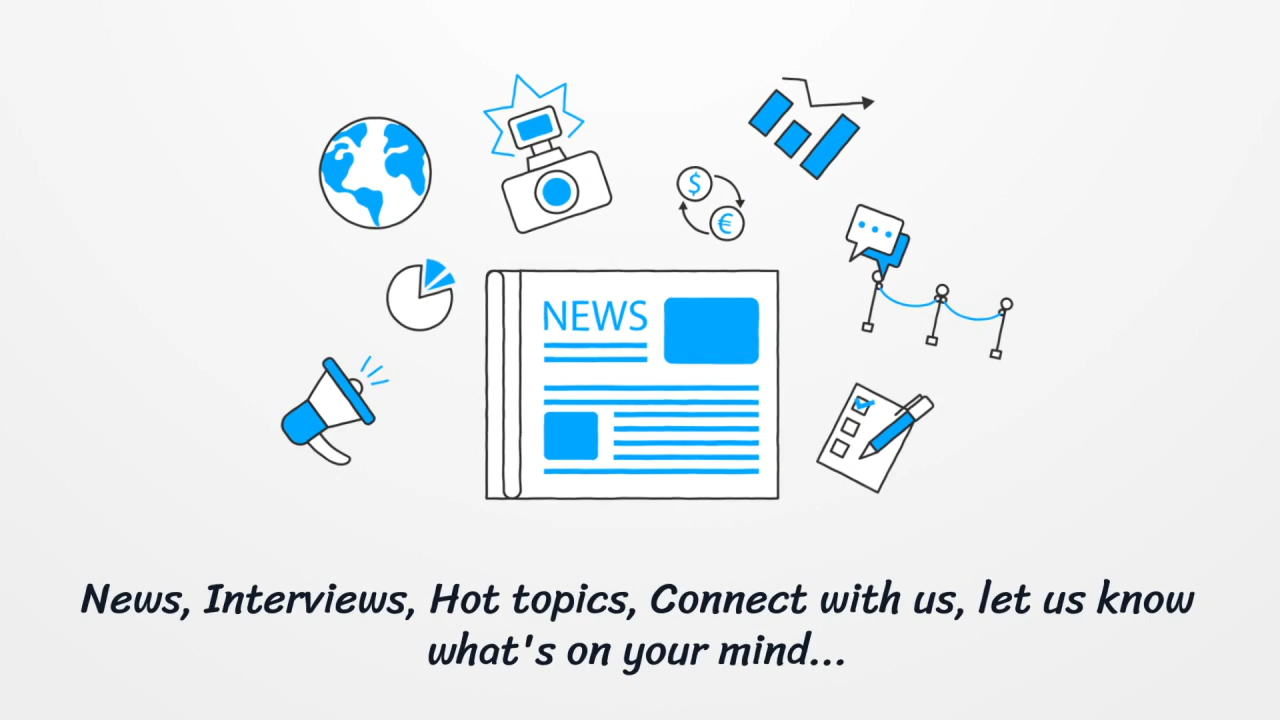 $
€
NEWS
News, Interviews, Hot topics, Connect with us, let us know
what's on your mind...